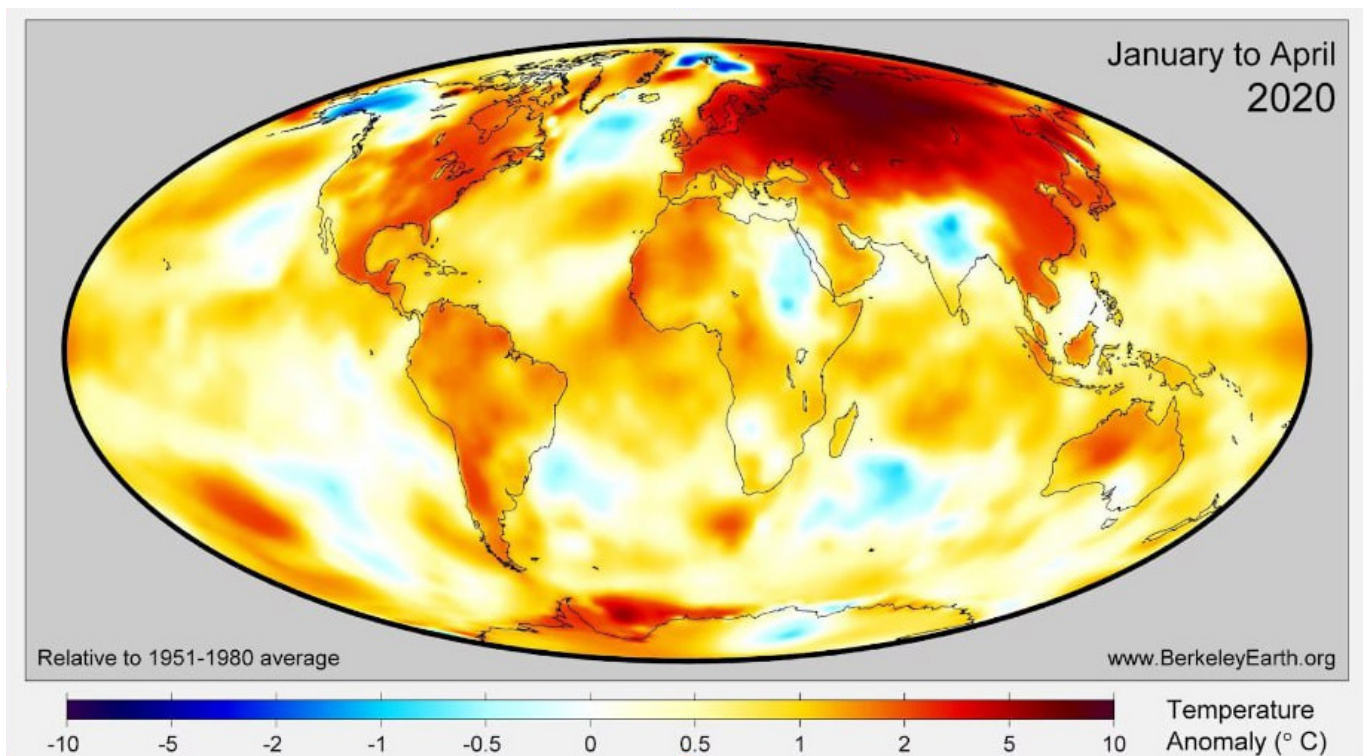 January to April
2020
Relative to 1951-1980 average
www.BerkeleyEarth.org
-10 -5 -2 -1 -0.5 0 0.5 1 2 5 10
Temperature
Anomaly (° C)